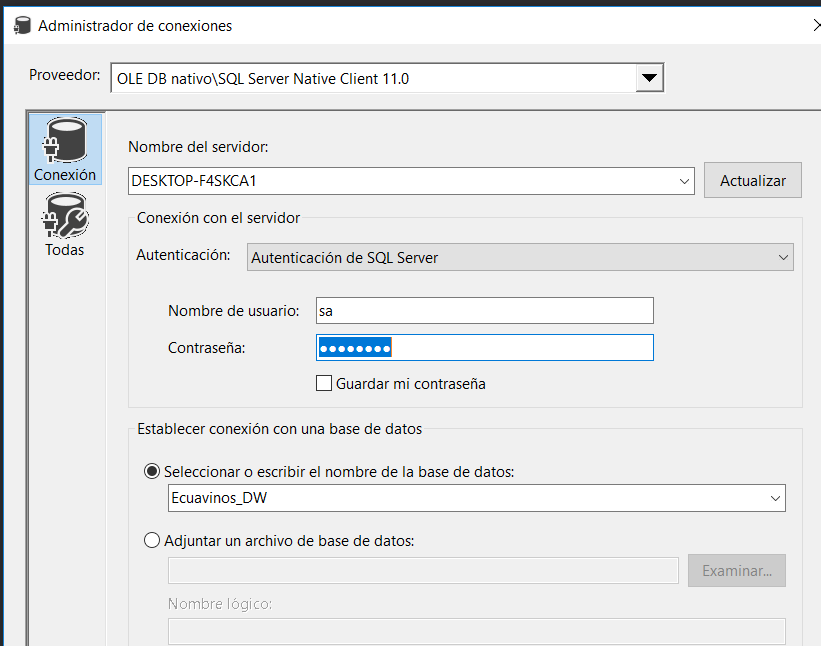 Administrador de conexiones
Proveedor: OLE DB nativo\SQL Server Native Client 11.0
Conexión
Todas
Nombre del servidor:
DESKTOP-F4SKCA1
Actualizar
Conexión con el servidor
Autenticación: Autenticación de SQL Server
Nombre de usuario: sa
Contraseña: ●●●●●●●●
Guardar mi contraseña
Establecer conexión con una base de datos
Seleccionar o escribir el nombre de la base de datos:
Ecuavinos_DW
Adjuntar un archivo de base de datos:
Examinar...
Nombre lógico: